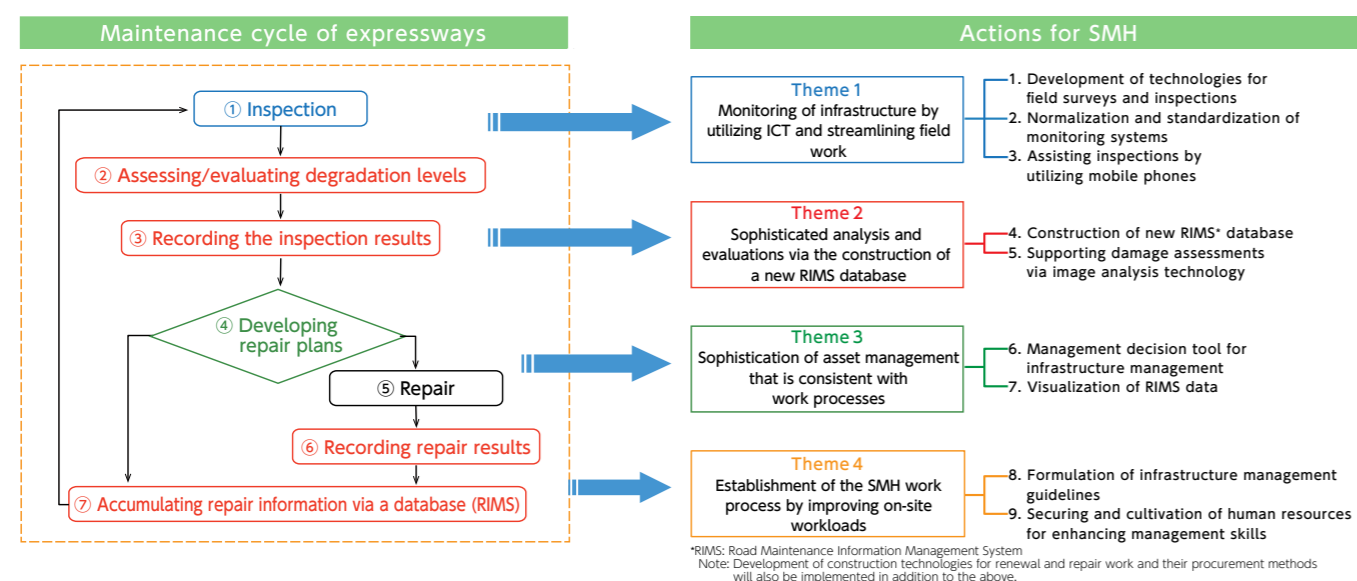 Maintenance cycle of expressways
① Inspection
② Assessing/evaluating degradation levels
③ Recording the inspection results
④ Developing
repair plans
⑤ Repair
⑥ Recording repair results
⑦ Accumulating repair information via a database (RIMS)
Actions for SMH
Theme 1
Monitoring of infrastructure by
utilizing ICT and streamlining field
work
1. Development of technologies for
field surveys and inspections
2. Normalization and standardization of
monitoring systems
3. Assisting inspections by
utilizing mobile phones
Theme 2
Sophisticated analysis and
evaluations via the construction of
a new RIMS database
4. Construction of new RIMS* database
5. Supporting damage assessments
via image analysis technology
Theme 3
Sophistication of asset management
that is consistent with
work processes
6. Management decision tool for
infrastructure management
7. Visualization of RIMS data
Theme 4
Establishment of the SMH work
process by improving on-site
workloads
8. Formulation of infrastructure management
guidelines
9. Securing and cultivation of human resources
for enhancing management skills
*RIMS: Road Maintenance Information Management System
Note: Development of construction technologies for renewal and repair work and their procurement methods
will also be implemented in addition to the above.